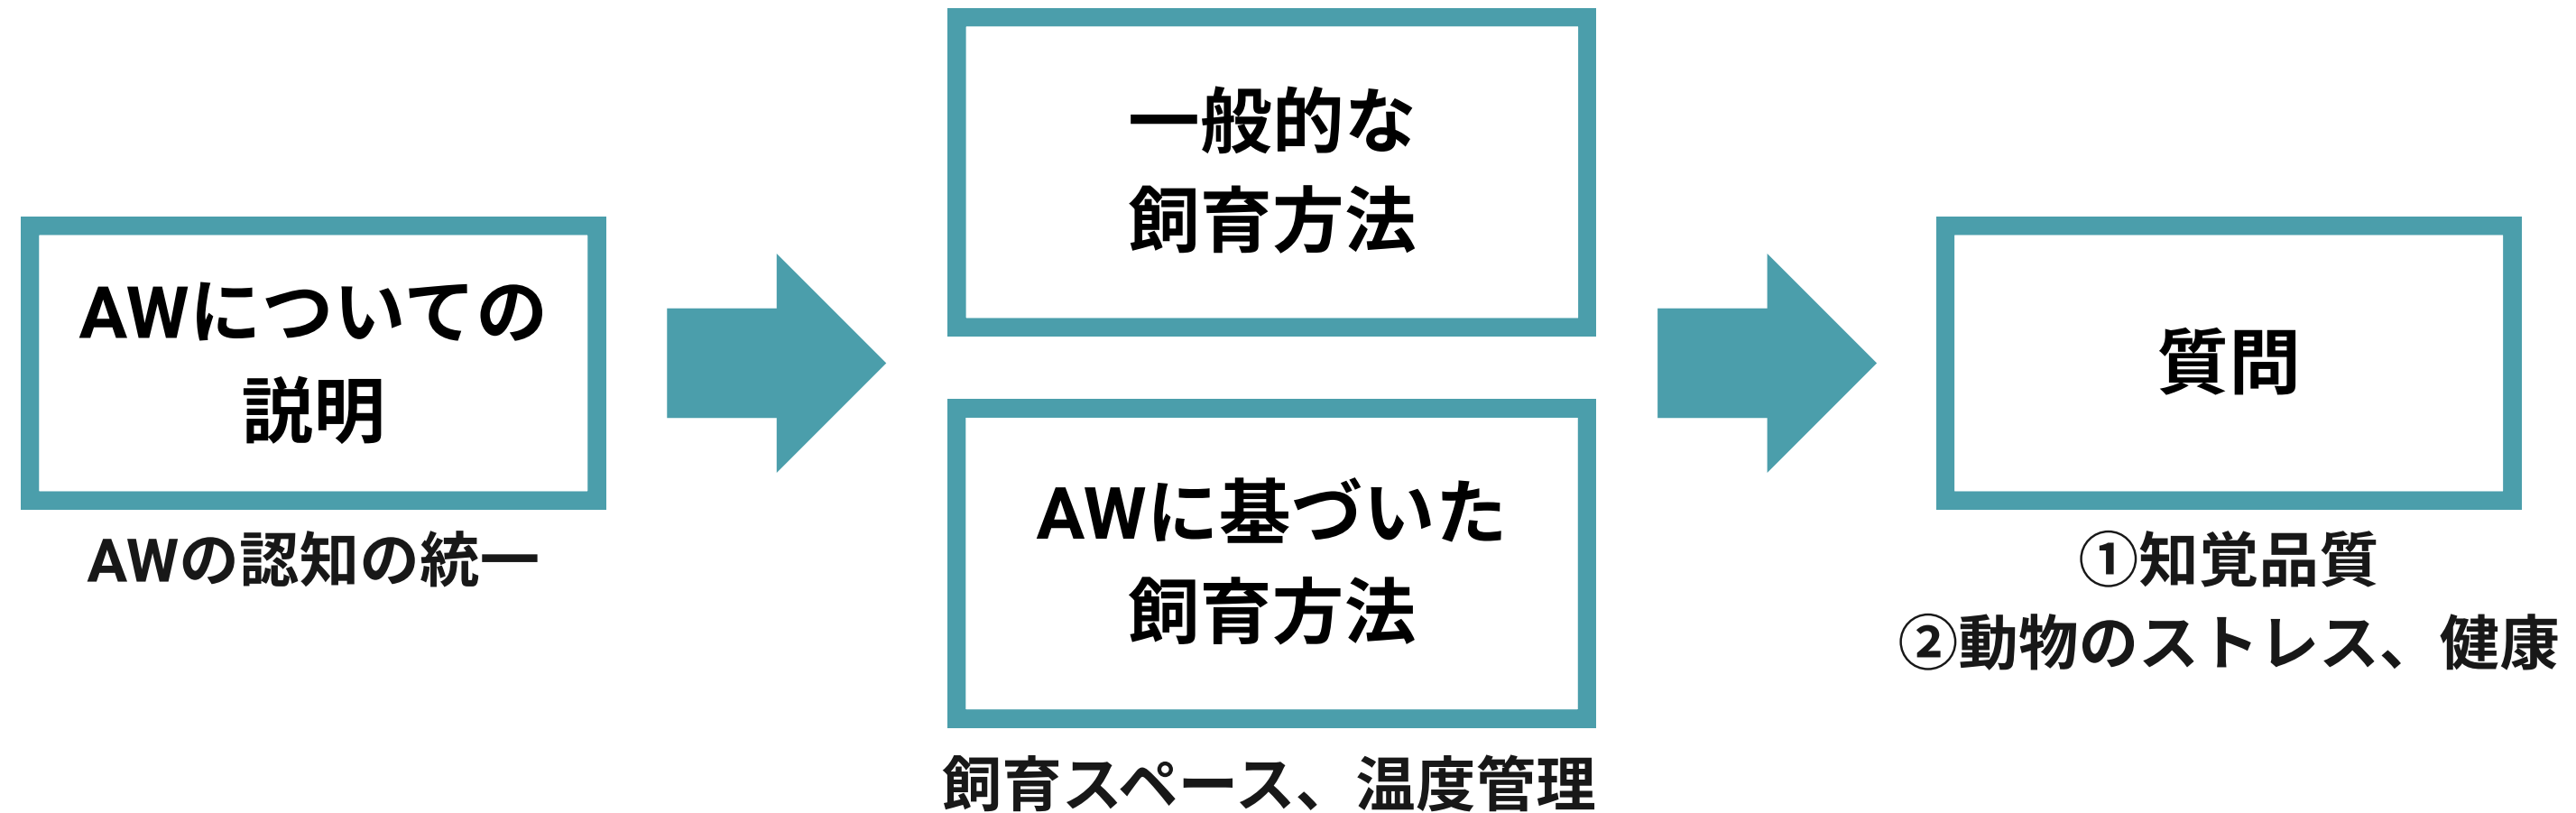 AWについての
説明
AWの認知の統一
一般的な
飼育方法
AWに基づいた
飼育方法
飼育スペース、温度管理
質問
①知覚品質
②動物のストレス、健康